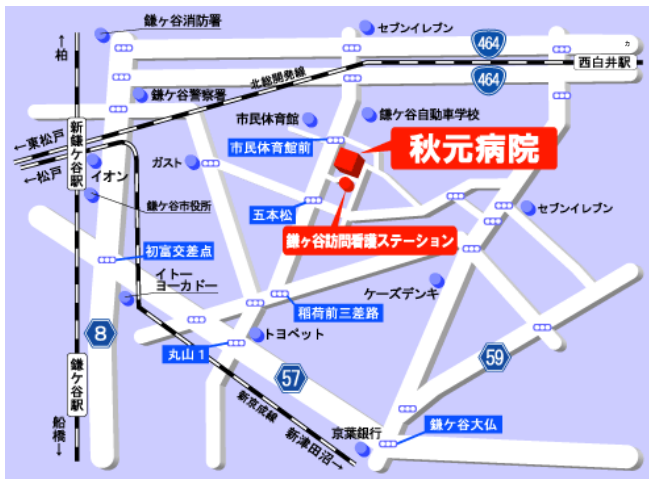 鎌ケ谷消防署
セブンイレブン
464
カ
←柏
西白井駅
464
北総開発線
鎌ケ谷警察署
市民体育館
鎌ケ谷自動車学校
市民体育館前
秋元病院
←東松戸
←松戸
新鎌ケ谷駅
ガスト
イオン
鎌ケ谷市役所
五本松
セブンイレブン
鎌ヶ谷訪問看護ステーション
初富交差点
イトー
ヨーカドー
ケーズデンキ
稲荷前三差路
8
トヨペット
丸山1
59
57
鎌ケ谷駅
新京成線
鎌ケ谷大仏
船橋→
京葉銀行
新津田沼→